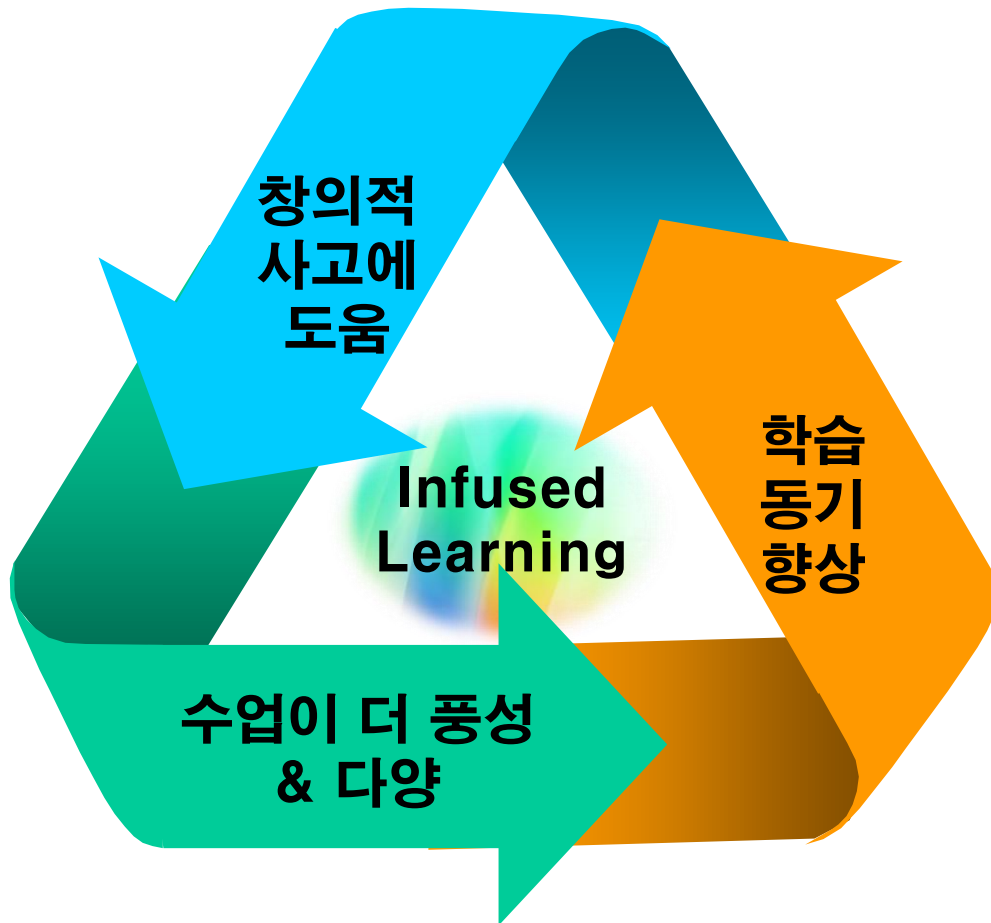 창의적
사고에
도움
학습
동기
향상
Infused
Learning
수업이 더 풍성
& 다양